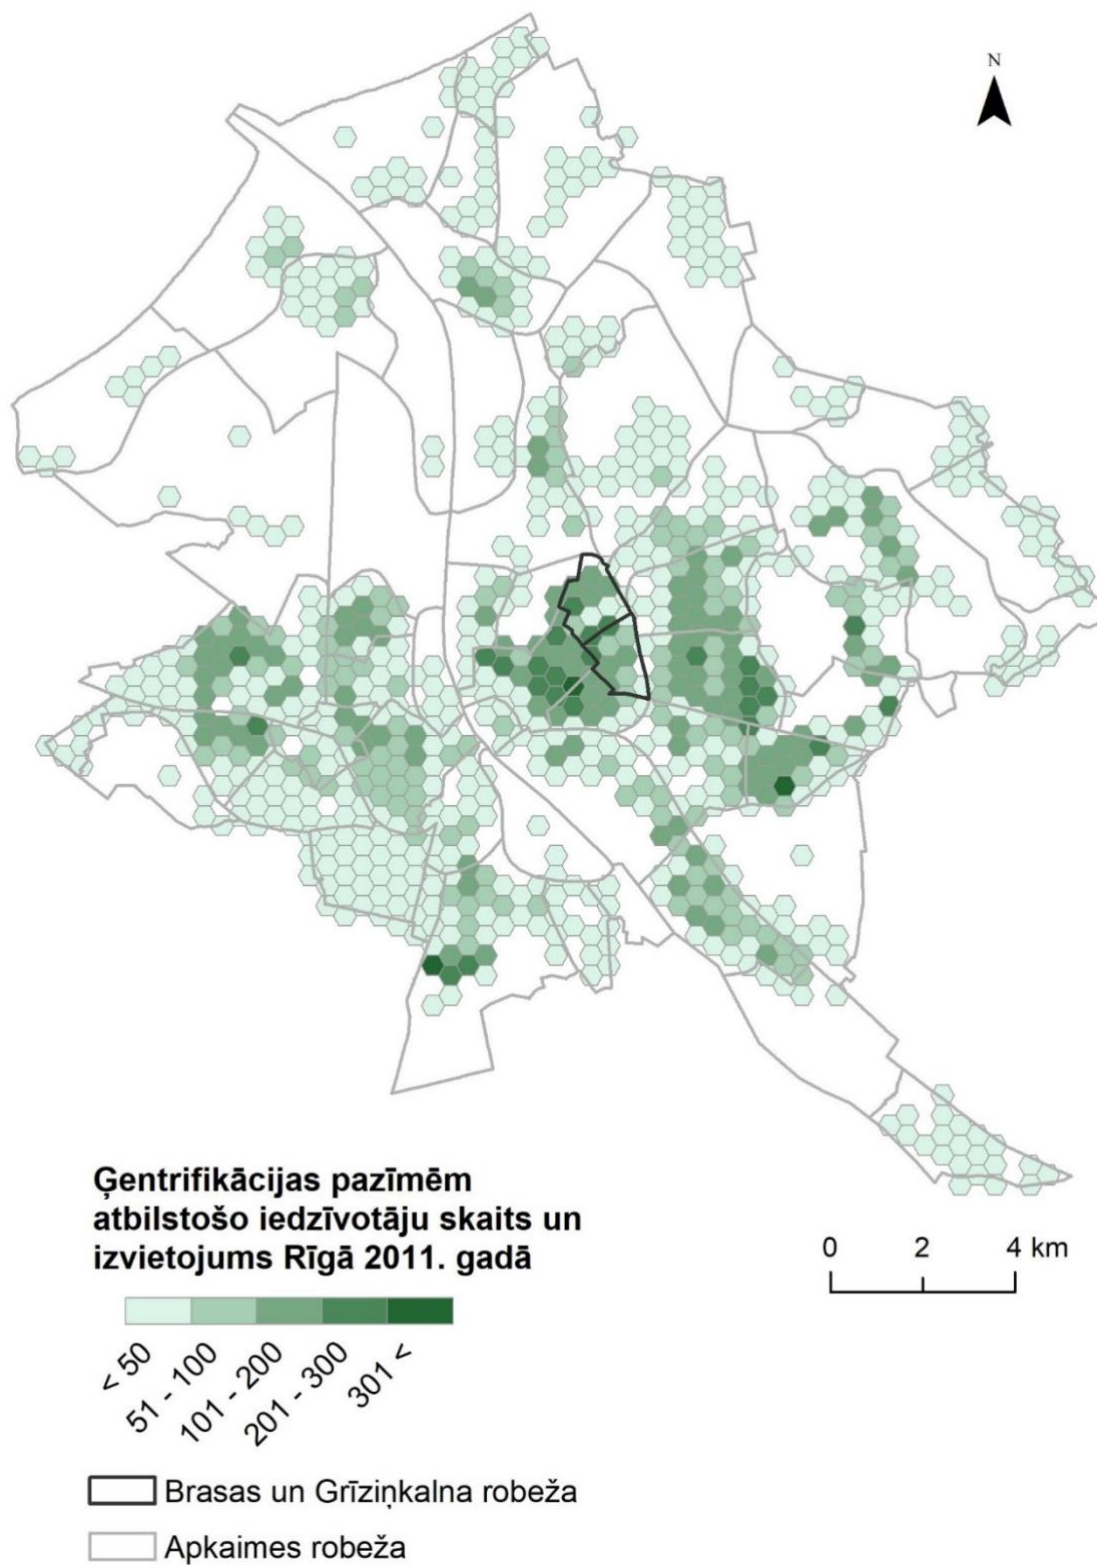 N
Ģentrifikācijas pazīmēm
atbilstošo iedzīvotāju skaits un
izvietojums Rīgā 2011. gadā
0 2 4 km
< 50
51 - 100
101 - 200
201 - 300
301 <
Brasas un Grīziņkalna robeža
Apkaimes robeža